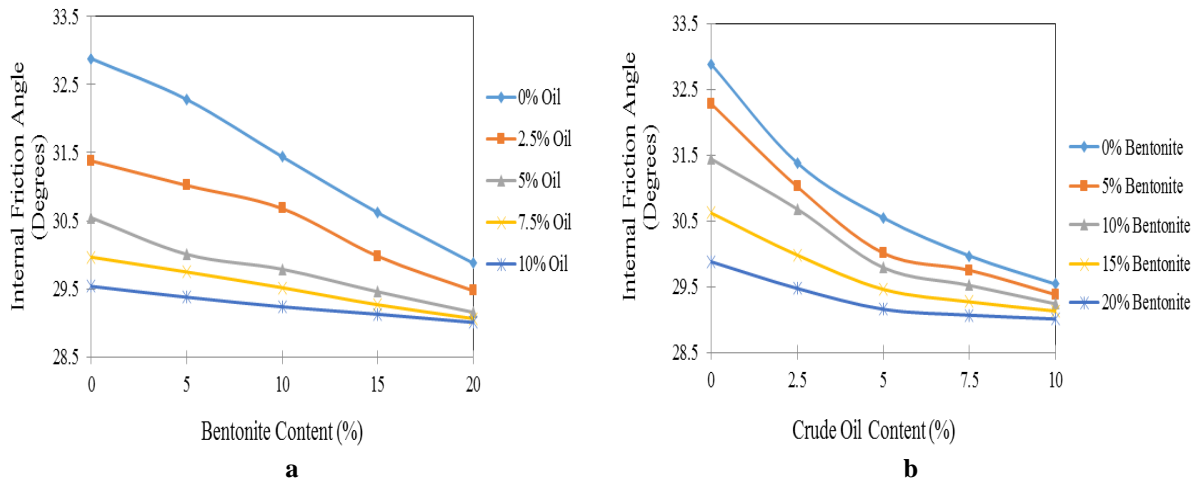 33.5
32.5
31.5
30.5
29.5
28.5
0
5
10
15
20
Internal Friction Angle
(Degrees)
Bentonite Content (%)
0% Oil
2.5% Oil
5% Oil
7.5% Oil
10% Oil
a
33.5
32.5
31.5
30.5
29.5
28.5
0
2.5
5
7.5
10
Internal Friction Angle
(Degrees)
Crude Oil Content (%)
0% Bentonite
5% Bentonite
10% Bentonite
15% Bentonite
20% Bentonite
b